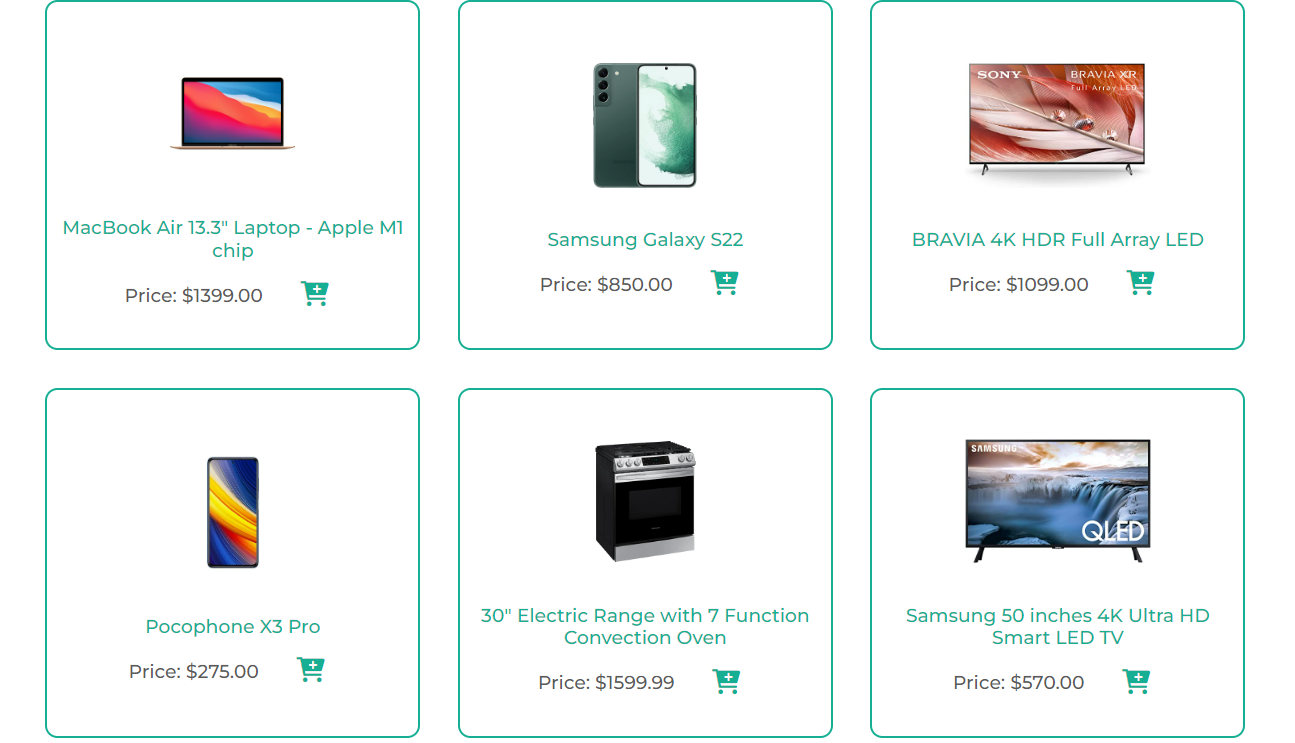 SONY
BRAVIA XR
Full Array LED
MacBook Air 13.3" Laptop - Apple M1
chip
Price: $1399.00
Samsung Galaxy S22
Price: $850.00
BRAVIA 4K HDR Full Array LED
Price: $1099.00
SAMSUNG
QLED
Pocophone X3 Pro
Price: $275.00
30" Electric Range with 7 Function
Convection Oven
Price: $1599.99
Samsung 50 inches 4K Ultra HD
Smart LED TV
Price: $570.00